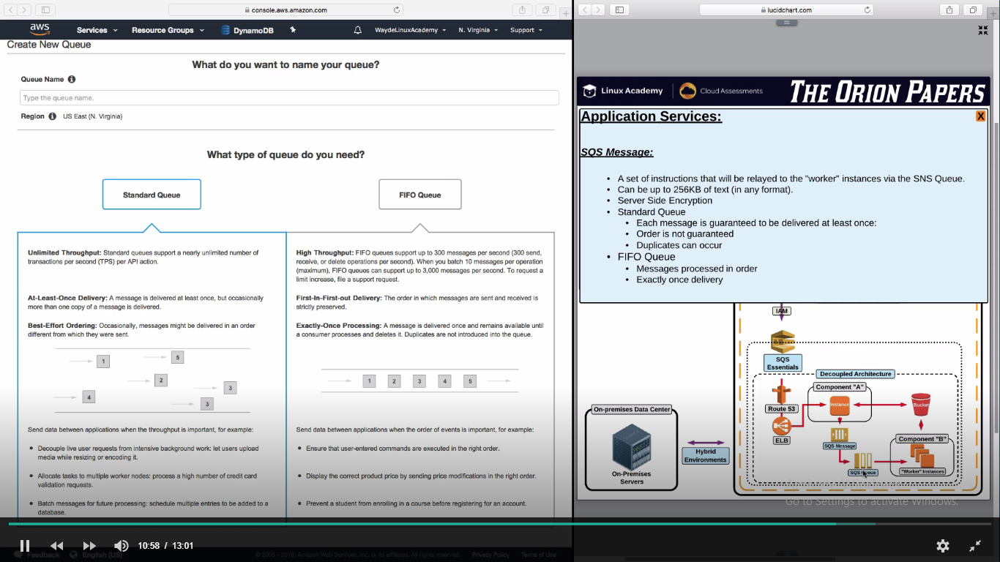 console.aws.amazon.com
aws
Services
Resource Groups
DynamoDB
WaydeLinuxAcademy
N. Virginia
Support
Create New Queue
What do you want to name your queue?
Queue Name
Type the queue name.
Region
US East (N. Virginia)
What type of queue do you need?
Standard Queue
FIFO Queue
Unlimited Throughput: Standard queues support a nearly unlimited number of
transactions per second (TPS) per API action.
At-Least-Once Delivery: A message is delivered at least once, but occasionally
more than one copy of a message is delivered.
Best-Effort Ordering: Occasionally, messages might be delivered in an order
different from which they were sent.
1
5
2
3
4
3
Send data between applications when the throughput is important, for example:
Decouple live user requests from intensive background work: let users upload
media while resizing or encoding it.
Allocate tasks to multiple worker nodes: process a high number of credit card
validation requests.
Batch messages for future processing: schedule multiple entries to be added to a
database.
High Throughput: FIFO queues support up to 300 messages per second (300 send,
receive, or delete operations per second). When you batch 10 messages per operation
(maximum), FIFO queues can support up to 3,000 messages per second. To request a
limit increase, file a support request.
First-In-First-out Delivery: The order in which messages are sent and received is
strictly preserved.
Exactly-Once Processing: A message is delivered once and remains available until
a consumer processes and deletes it. Duplicates are not introduced into the queue.
1 2 3 4 5
Send data between applications when the order of events is important, for example:
Ensure that user-entered commands are executed in the right order.
Display the correct product price by sending price modifications in the right order.
Prevent a student from enrolling in a course before registering for an account.
10:58 / 13:01
Feedback
English (US)
© 2008 - 2018, Amazon Web Services, Inc. or its affiliates. All rights reserved.
Privacy Policy
Terms of Use
lucidchart.com
Linux Academy
Cloud Assessments
THE ORION PAPERS
Application Services:
X
SQS Message:
A set of instructions that will be relayed to the "worker" instances via the SNS Queue.
Can be up to 256KB of text (in any format).
Server Side Encryption
Standard Queue
Each message is guaranteed to be delivered at least once:
Order is not guaranteed
Duplicates can occur
FIFO Queue
Messages processed in order
Exactly once delivery
IAM
SQS
Essentials
Decoupled Architecture
Component "A"
Instance
Bucket
Route 53
ELB
SQS Message
Component "B"
SQS Queue
"Worker" Instances
On-premises Data Center
On-Premises
Servers
Hybrid
Environments
Go to Settings to activate Windows.